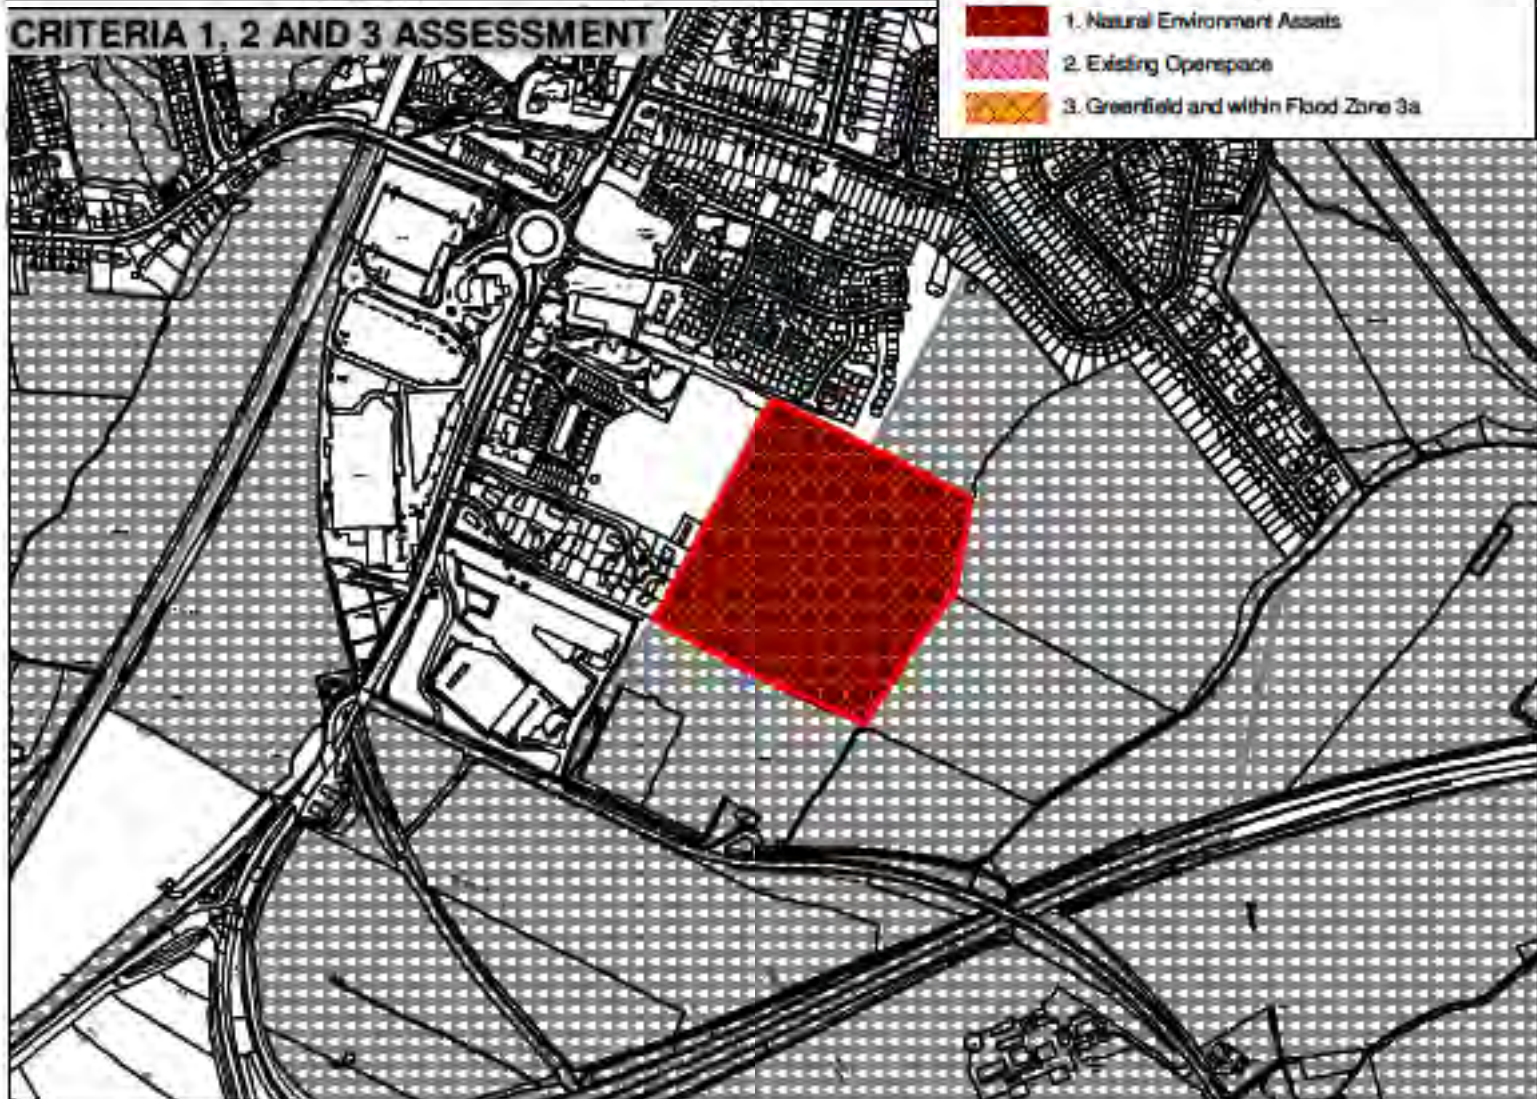 CRITERIA 1, 2 AND 3 ASSESSMENT
1. Natural Environment Assets
2. Existing Openspace
3. Greenfield and within Flood Zone 3a